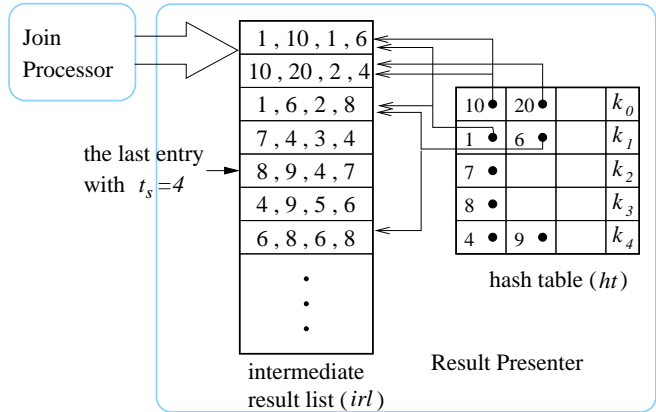 Join
Processor
1 , 10 , 1 , 6
10 , 20 , 2 , 4
1 , 6 , 2 , 8
7 , 4 , 3 , 4
8 , 9 , 4 , 7
4 , 9 , 5 , 6
6 , 8 , 6 , 8
the last entry
with t_s=4
10 20 k_0
1 6 k_1
7 k_2
8 k_3
4 9 k_4
hash table (ht)
Result Presenter
intermediate
result list (irl)